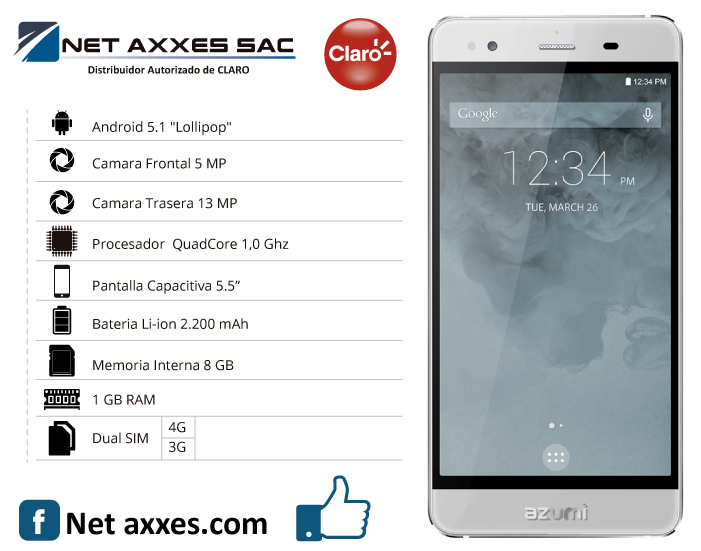 NET AXXES SAC
Distribuidor Autorizado de CLARO
Claro
Android 5.1 "Lollipop"
Camara Frontal 5 MP
Camara Trasera 13 MP
Procesador QuadCore 1,0 Ghz
Pantalla Capacitiva 5.5”
Bateria Li-ion 2.200 mAh
Memoria Interna 8 GB
1 GB RAM
Dual SIM
4G
3G
f Net axxes.com
12:34 PM
Google
12:34 PM
TUE, MARCH 26
azumi